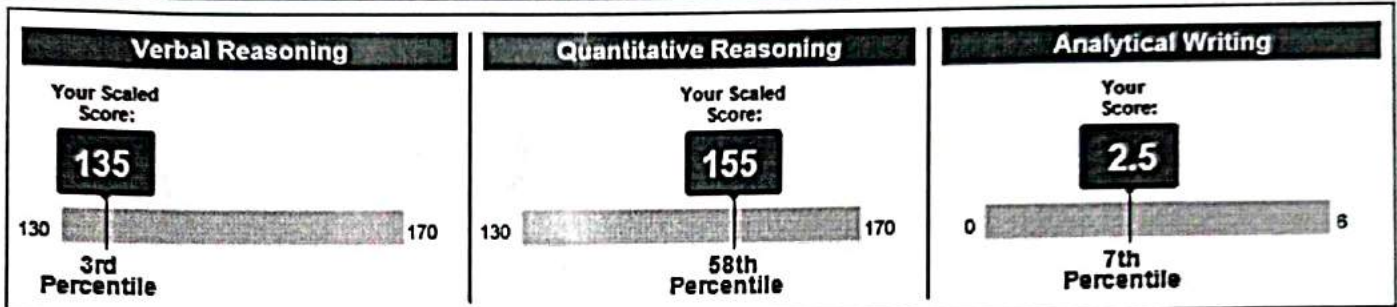 Verbal Reasoning
Your Scaled
Score:
135
130
170
3rd
Percentile
Quantitative Reasoning
Your Scaled
Score:
155
130
170
58th
Percentile
Analytical Writing
Your
Score:
2.5
0
6
7th
Percentile